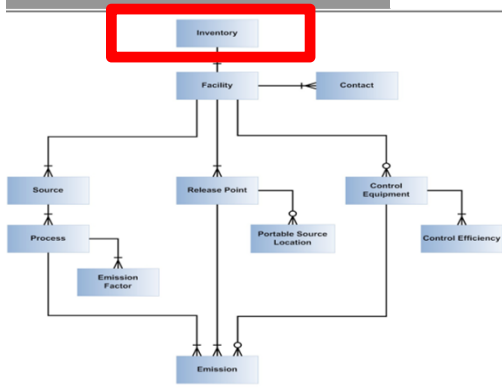 Inventory
Facility
Contact
Source
Release Point
Control
Equipment
Process
Portable Source
Location
Control Efficiency
Emission
Factor
Emission